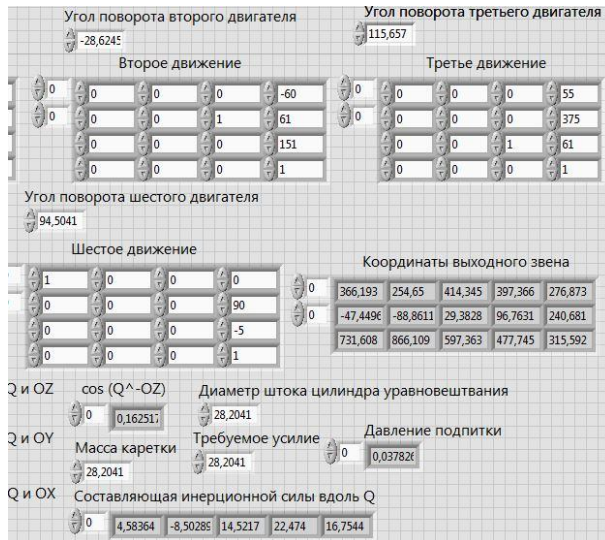 Угол поворота второго двигателя
Угол поворота третьего двигателя
-28,6245
115,657
Второе движение
Третье движение
0 0 0 0 -60 0 0 0 0 55
0 0 0 1 61 0 0 0 0 375
0 0 0 151 0 0 1 61
0 0 0 1 0 0 0 1
Угол поворота шестого двигателя
94,5041
Шестое движение
Координаты выходного звена
1 0 0 0 0 366,193 254,65 414,345 397,366 276,873
0 0 0 90 0 -47,4496 -88,8611 29,3828 96,7631 240,681
0 0 0 -5 731,608 866,109 597,363 477,745 315,592
0 0 0 1
Q и OZ cos (Q^-OZ) Диаметр штока цилиндра уравновештвания
0 0,162517 28,2041
Q и OY Масса каретки Требуемое усилие Давление подпитки
28,2041 28,2041 0 0,037826
Q и OX Составляющая инерционной силы вдоль Q
0 4,58364 -8,50289 14,5217 22,474 16,7544